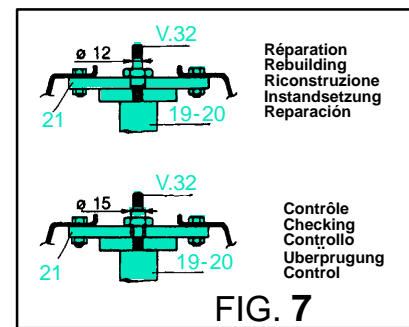 V.32
ø 12
21
19-20
Réparation
Rebuilding
Riconstruzione
Instandsetzung
Reparación
V.32
ø 15
21
19-20
Contrôle
Checking
Controllo
Uberprugung
Control
FIG. 7